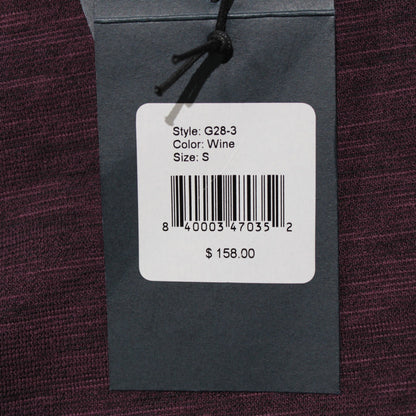 Style: G28-3
Color: Wine
Size: S
8 40003 47035 2
$ 158.00